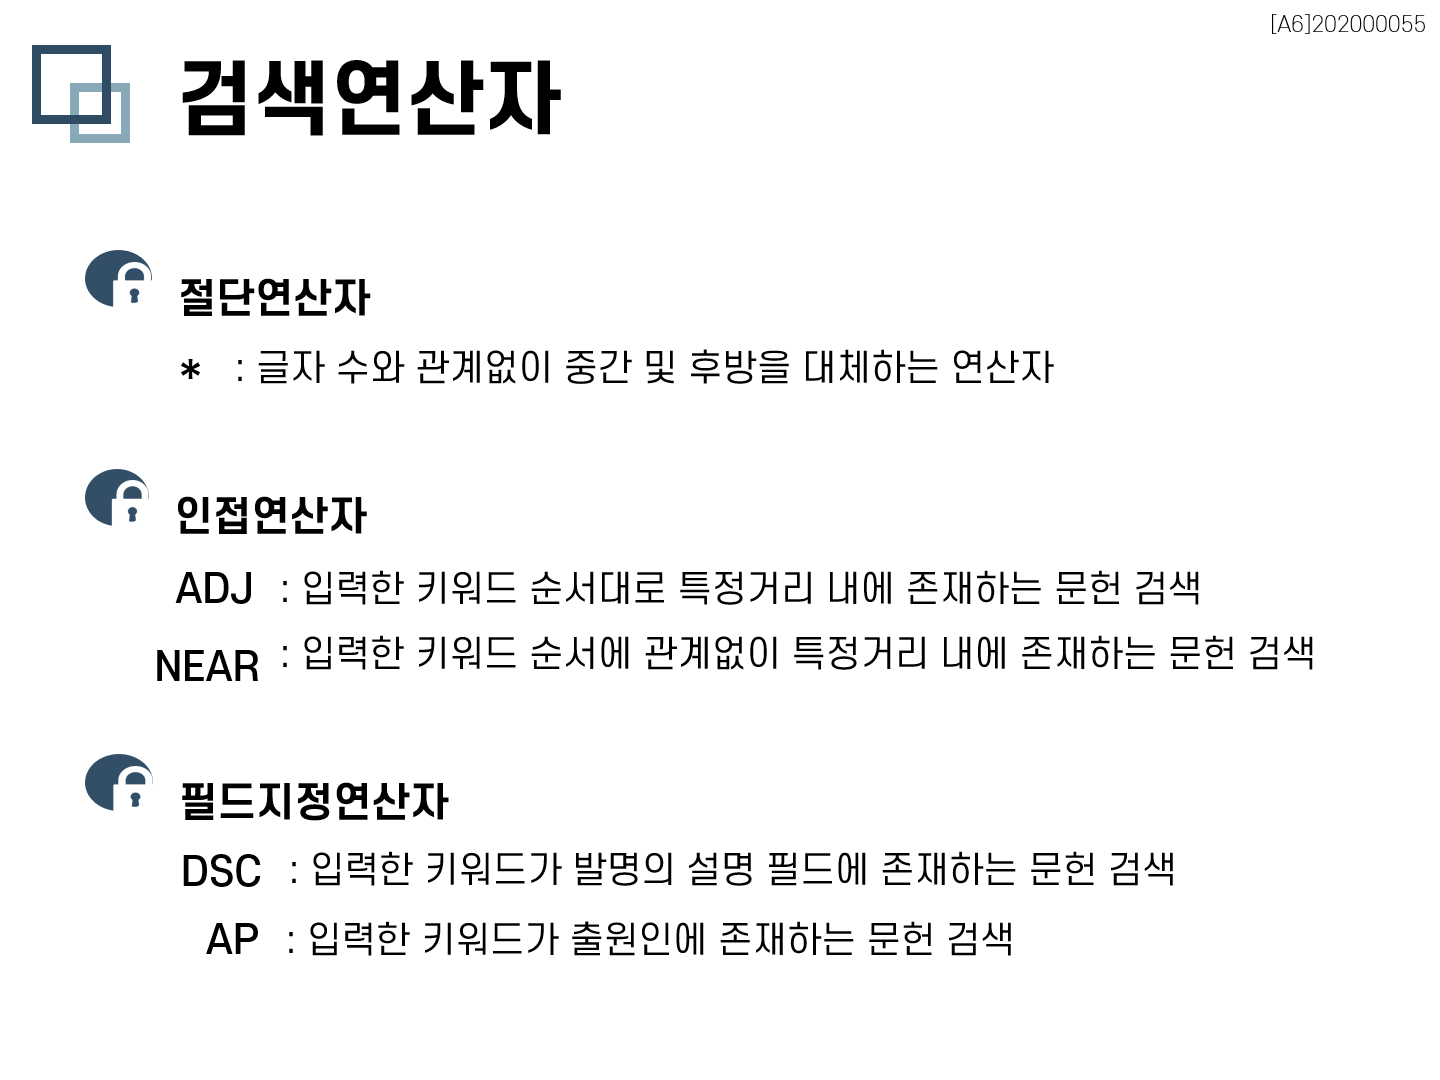 [A6]202000055
검색연산자
절단연산자
* : 글자 수와 관계없이 중간 및 후방을 대체하는 연산자
인접연산자
ADJ : 입력한 키워드 순서대로 특정거리 내에 존재하는 문헌 검색
NEAR : 입력한 키워드 순서에 관계없이 특정거리 내에 존재하는 문헌 검색
필드지정연산자
DSC : 입력한 키워드가 발명의 설명 필드에 존재하는 문헌 검색
AP : 입력한 키워드가 출원인에 존재하는 문헌 검색